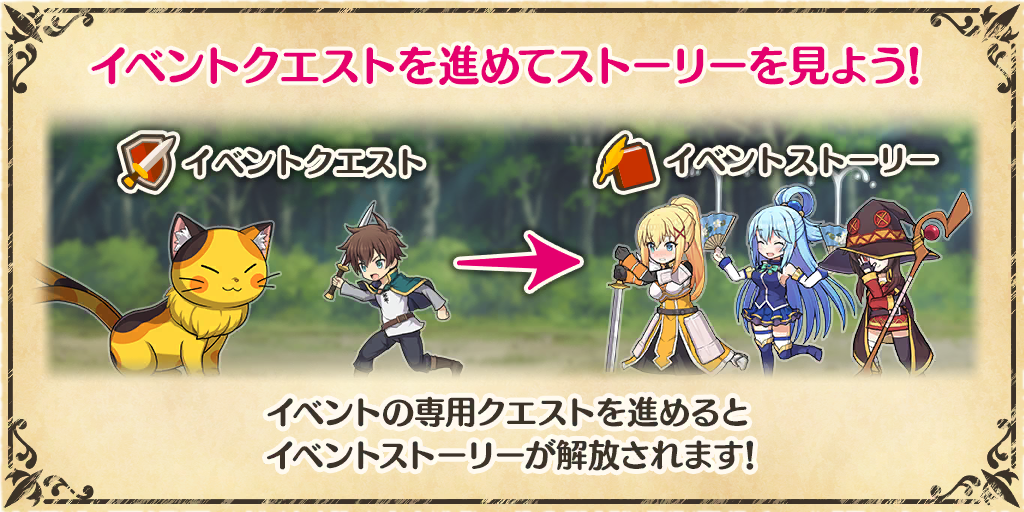 イベントクエストを進めてストーリーを見よう!
イベントクエスト
イベントストーリー
イベントの専用クエストを進めると
イベントストーリーが解放されます!